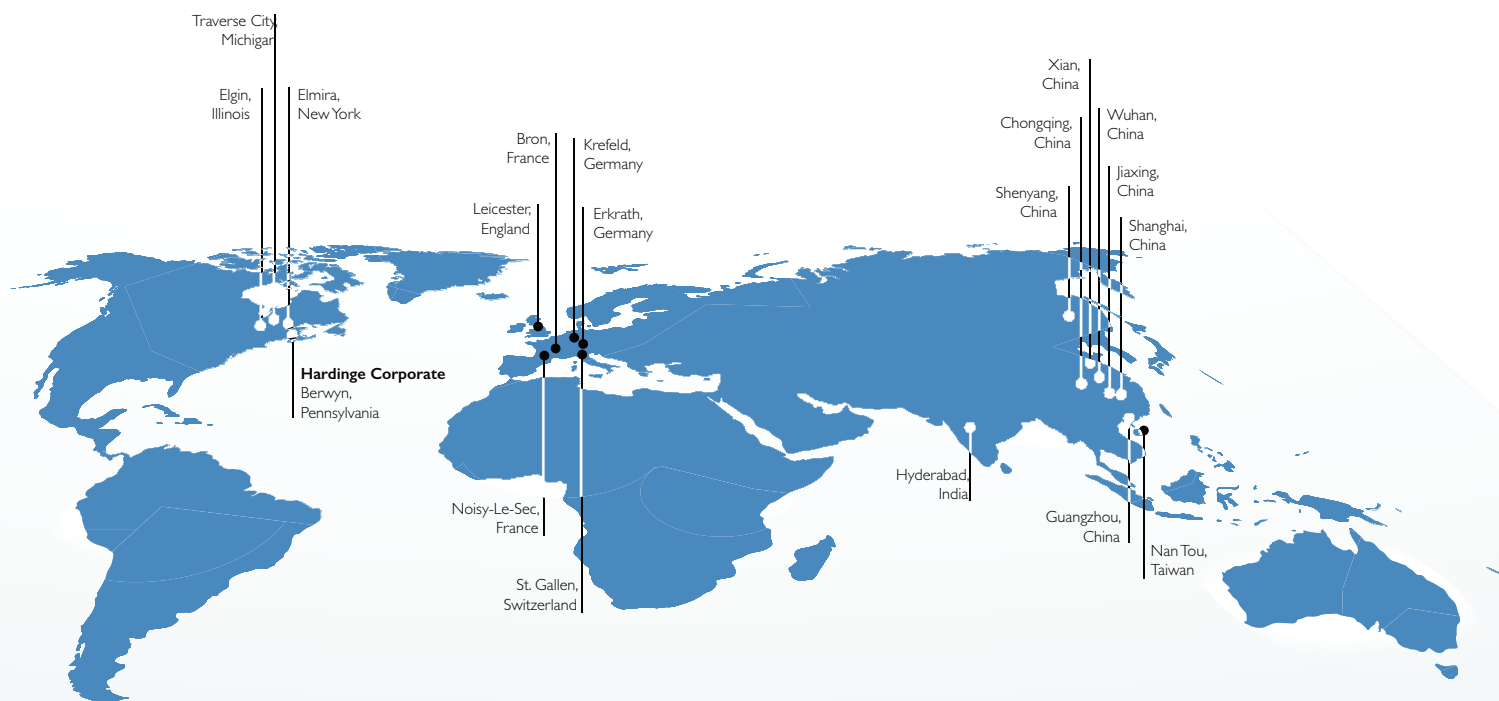 Traverse City,
Michigan
Elgin,
Illinois
Elmira,
New York
Hardinge Corporate
Berwyn,
Pennsylvania
Bron,
France
Krefeld,
Germany
Leicester,
England
Erkrath,
Germany
Noisy-Le-Sec,
France
St. Gallen,
Switzerland
Xian,
China
Chongqing,
China
Wuhan,
China
Jiaxing,
China
Shenyang,
China
Shanghai,
China
Hyderabad,
India
Guangzhou,
China
Nan Tou,
Taiwan